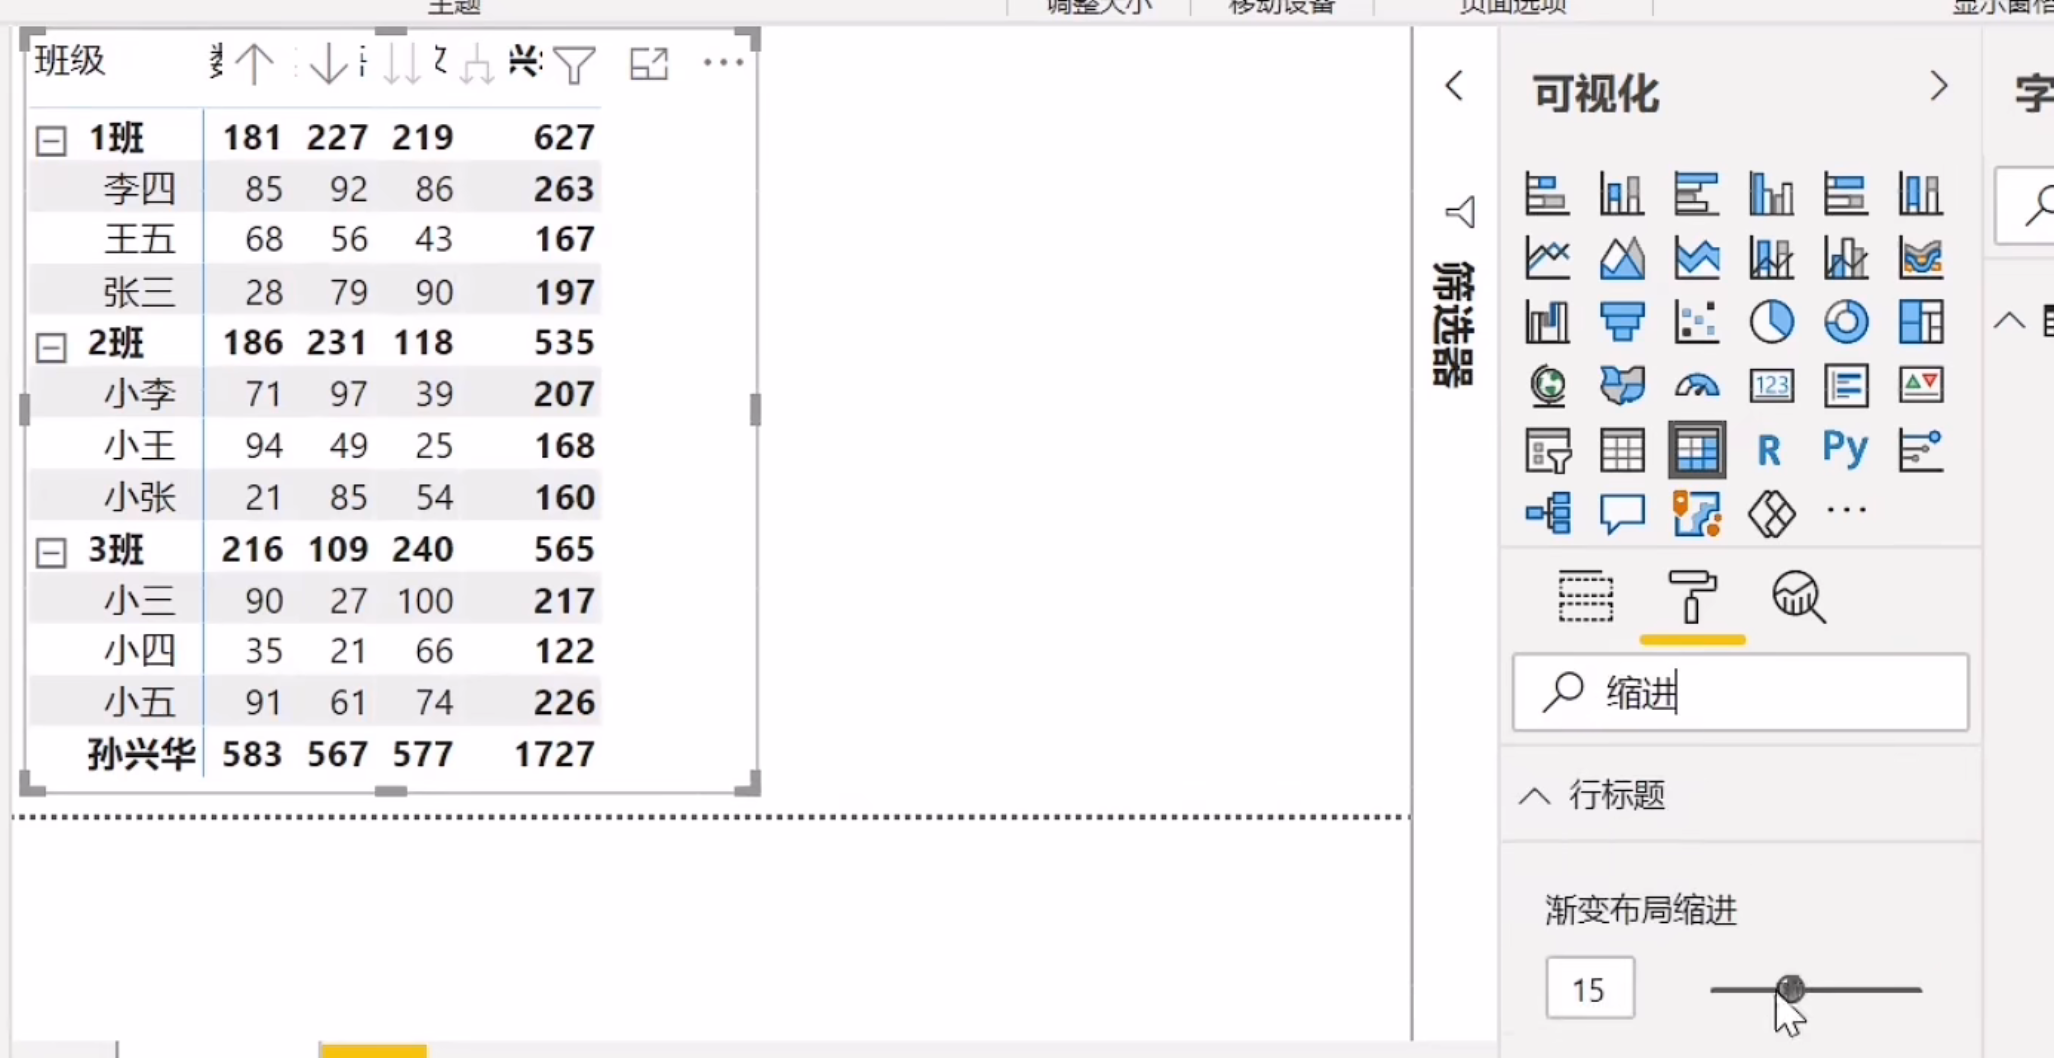 主题 调整大小 移动设备 页面选项
班级
1班 181 227 219 627
李四 85 92 86 263
王五 68 56 43 167
张三 28 79 90 197
2班 186 231 118 535
小李 71 97 39 207
小王 94 49 25 168
小张 21 85 54 160
3班 216 109 240 565
小三 90 27 100 217
小四 35 21 66 122
小五 91 61 74 226
孙兴华 583 567 577 1727
筛选器
可视化
123
R Py
缩进
行标题
渐变布局缩进
15